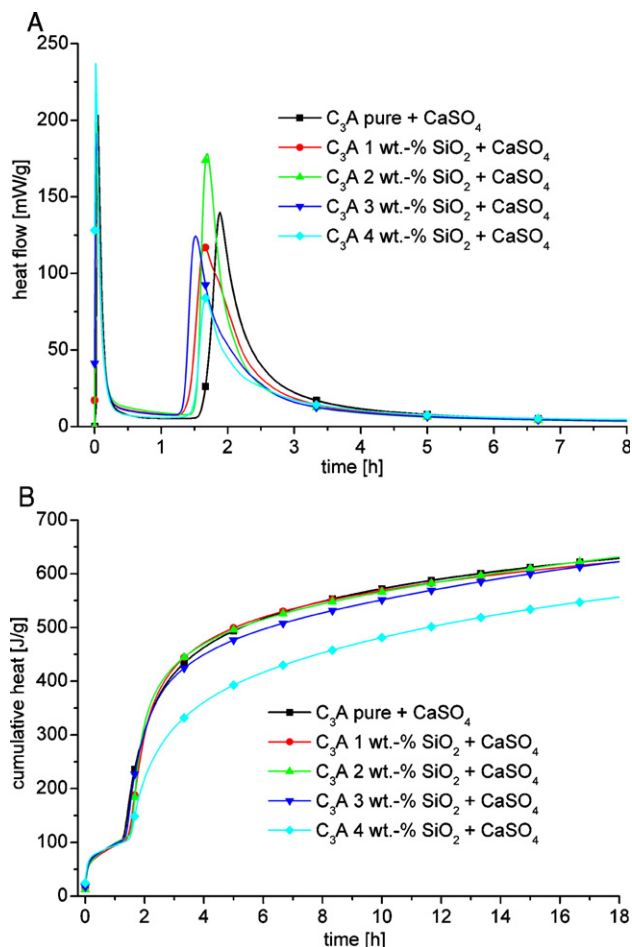 A
heat flow [mW/g]
250
200
150
100
50
0
C₃A pure + CaSO₄
C₃A 1 wt.-% SiO₂ + CaSO₄
C₃A 2 wt.-% SiO₂ + CaSO₄
C₃A 3 wt.-% SiO₂ + CaSO₄
C₃A 4 wt.-% SiO₂ + CaSO₄
0 1 2 3 4 5 6 7 8
time [h]
B
cumulative heat [J/g]
700
600
500
400
300
200
100
0
C₃A pure + CaSO₄
C₃A 1 wt.-% SiO₂ + CaSO₄
C₃A 2 wt.-% SiO₂ + CaSO₄
C₃A 3 wt.-% SiO₂ + CaSO₄
C₃A 4 wt.-% SiO₂ + CaSO₄
0 2 4 6 8 10 12 14 16 18
time [h]